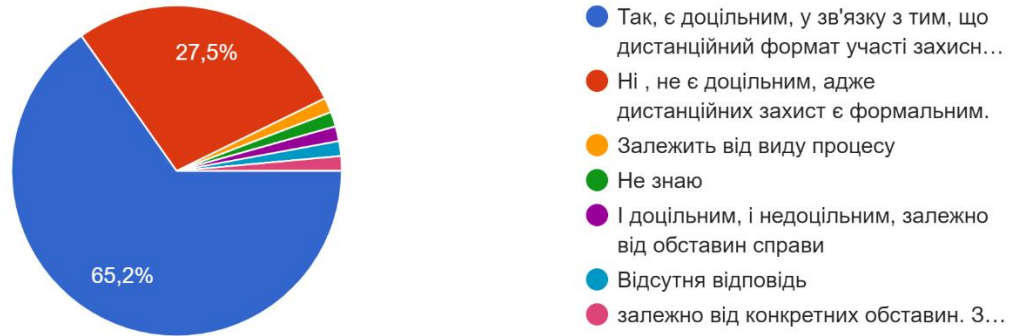 27,5%
65,2%
Так, є доцільним, у зв'язку з тим, що
дистанційний формат участі захисн…
Ні , не є доцільним, адже
дистанційних захист є формальним.
Залежить від виду процесу
Не знаю
І доцільним, і недоцільним, залежно
від обставин справи
Відсутня відповідь
залежно від конкретних обставин. З…